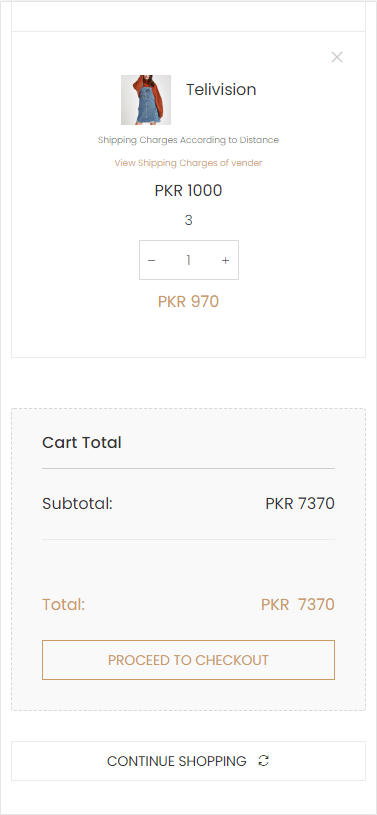 Telivision
Shipping Charges According to Distance
View Shipping Charges of vender
PKR 1000
3
− 1 +
PKR 970
Cart Total
Subtotal: PKR 7370
Total: PKR 7370
PROCEED TO CHECKOUT
CONTINUE SHOPPING